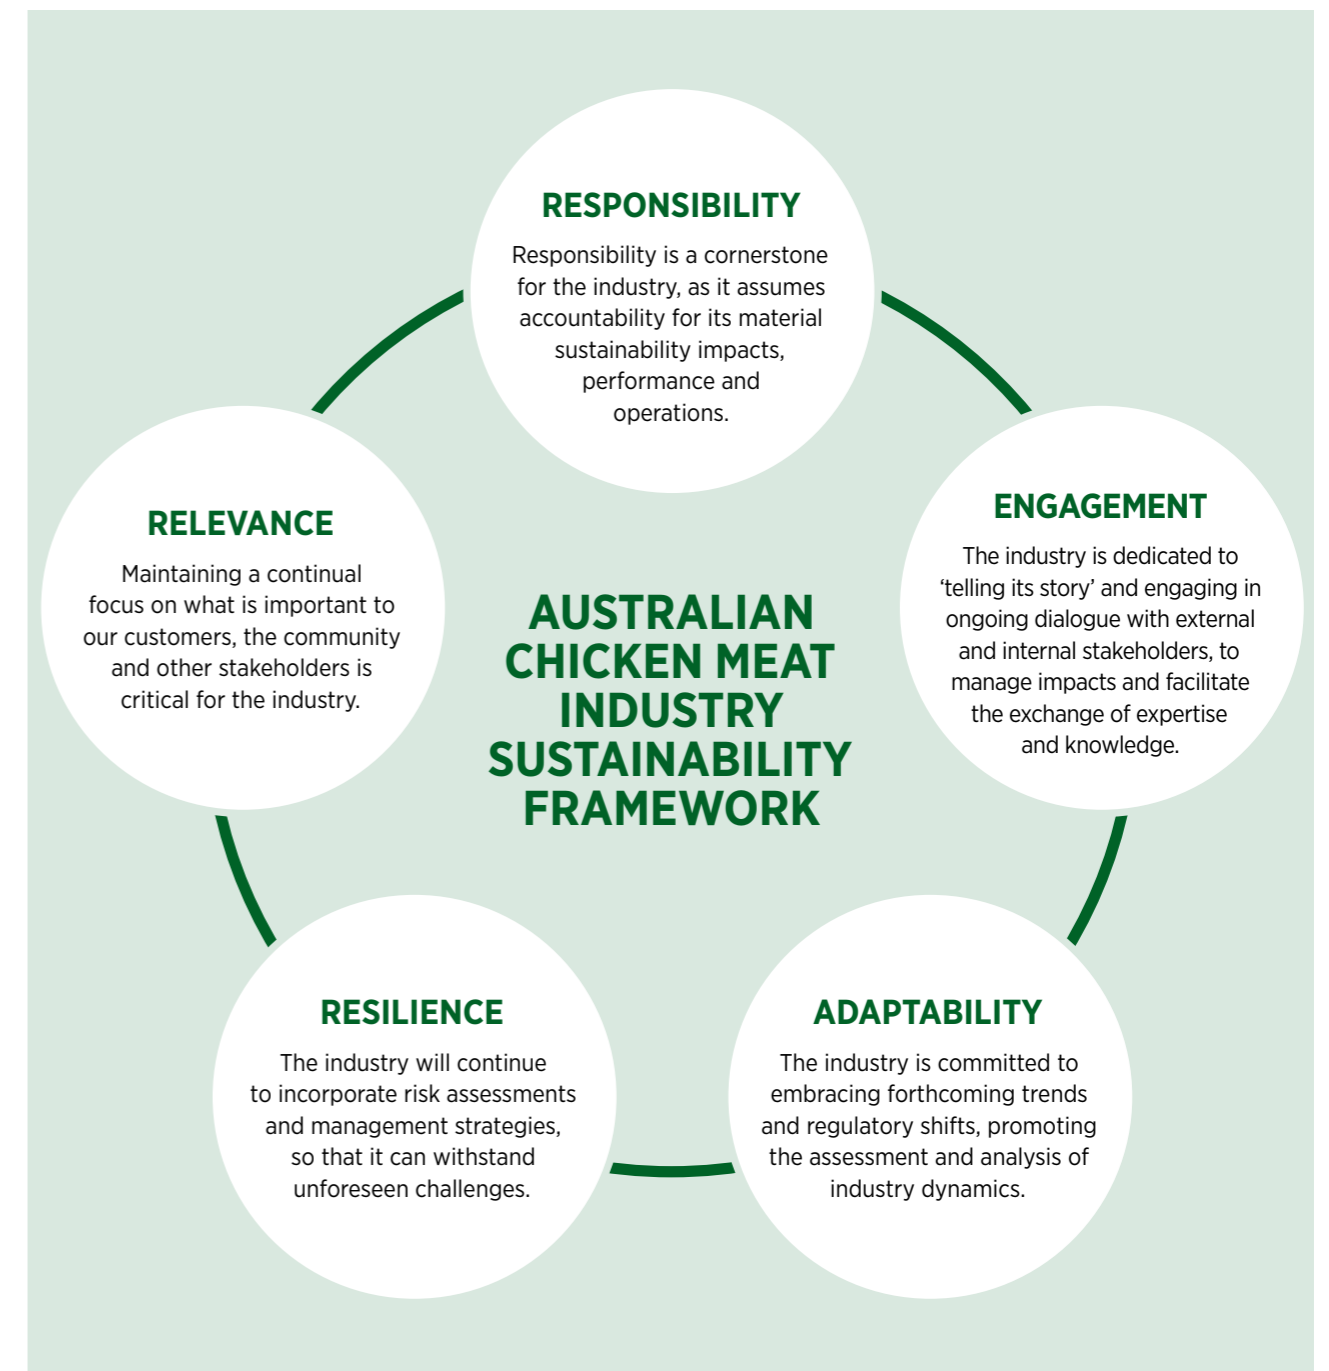 RESPONSIBILITY
Responsibility is a cornerstone
for the industry, as it assumes
accountability for its material
sustainability impacts,
performance and
operations.
ENGAGEMENT
The industry is dedicated to
‘telling its story’ and engaging in
ongoing dialogue with external
and internal stakeholders, to
manage impacts and facilitate
the exchange of expertise
and knowledge.
RELEVANCE
Maintaining a continual
focus on what is important to
our customers, the community
and other stakeholders is
critical for the industry.
AUSTRALIAN
CHICKEN MEAT
INDUSTRY
SUSTAINABILITY
FRAMEWORK
RESILIENCE
The industry will continue
to incorporate risk assessments
and management strategies,
so that it can withstand
unforeseen challenges.
ADAPTABILITY
The industry is committed to
embracing forthcoming trends
and regulatory shifts, promoting
the assessment and analysis of
industry dynamics.